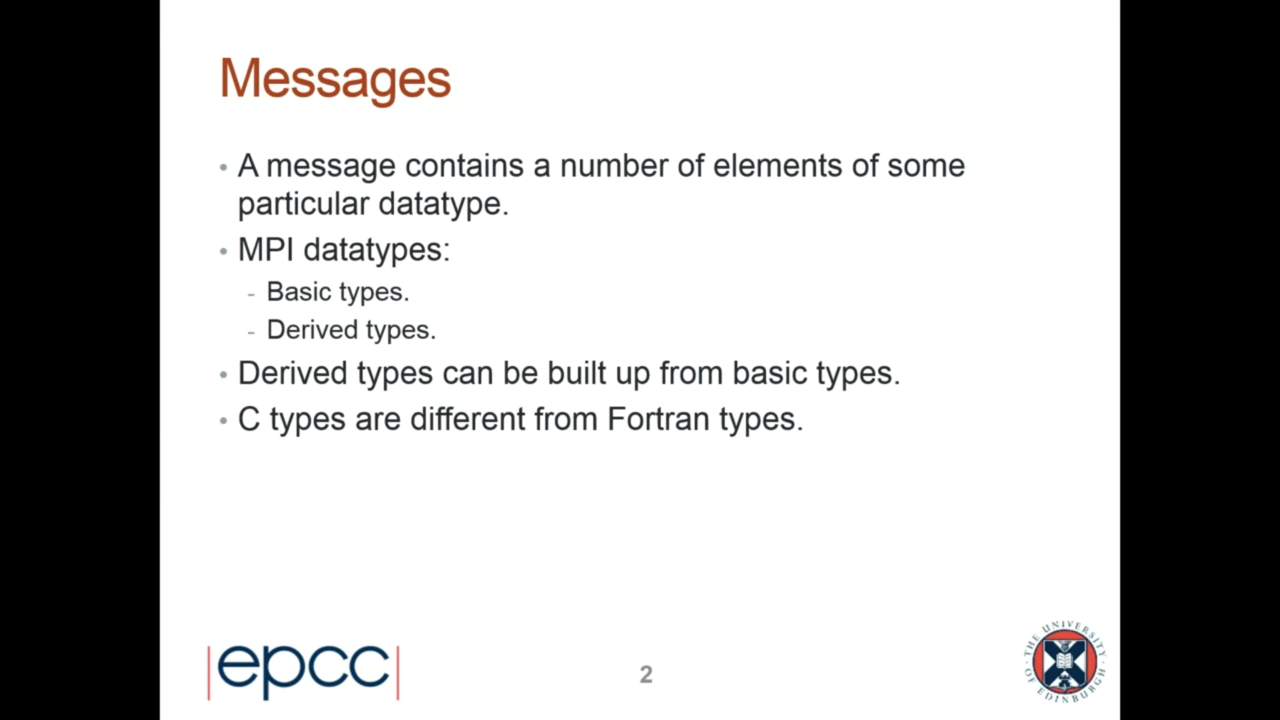 Messages
• A message contains a number of elements of some
particular datatype.
• MPI datatypes:
- Basic types.
- Derived types.
• Derived types can be built up from basic types.
• C types are different from Fortran types.
|epcc|
2
THE UNIVERSITY OF EDINBURGH